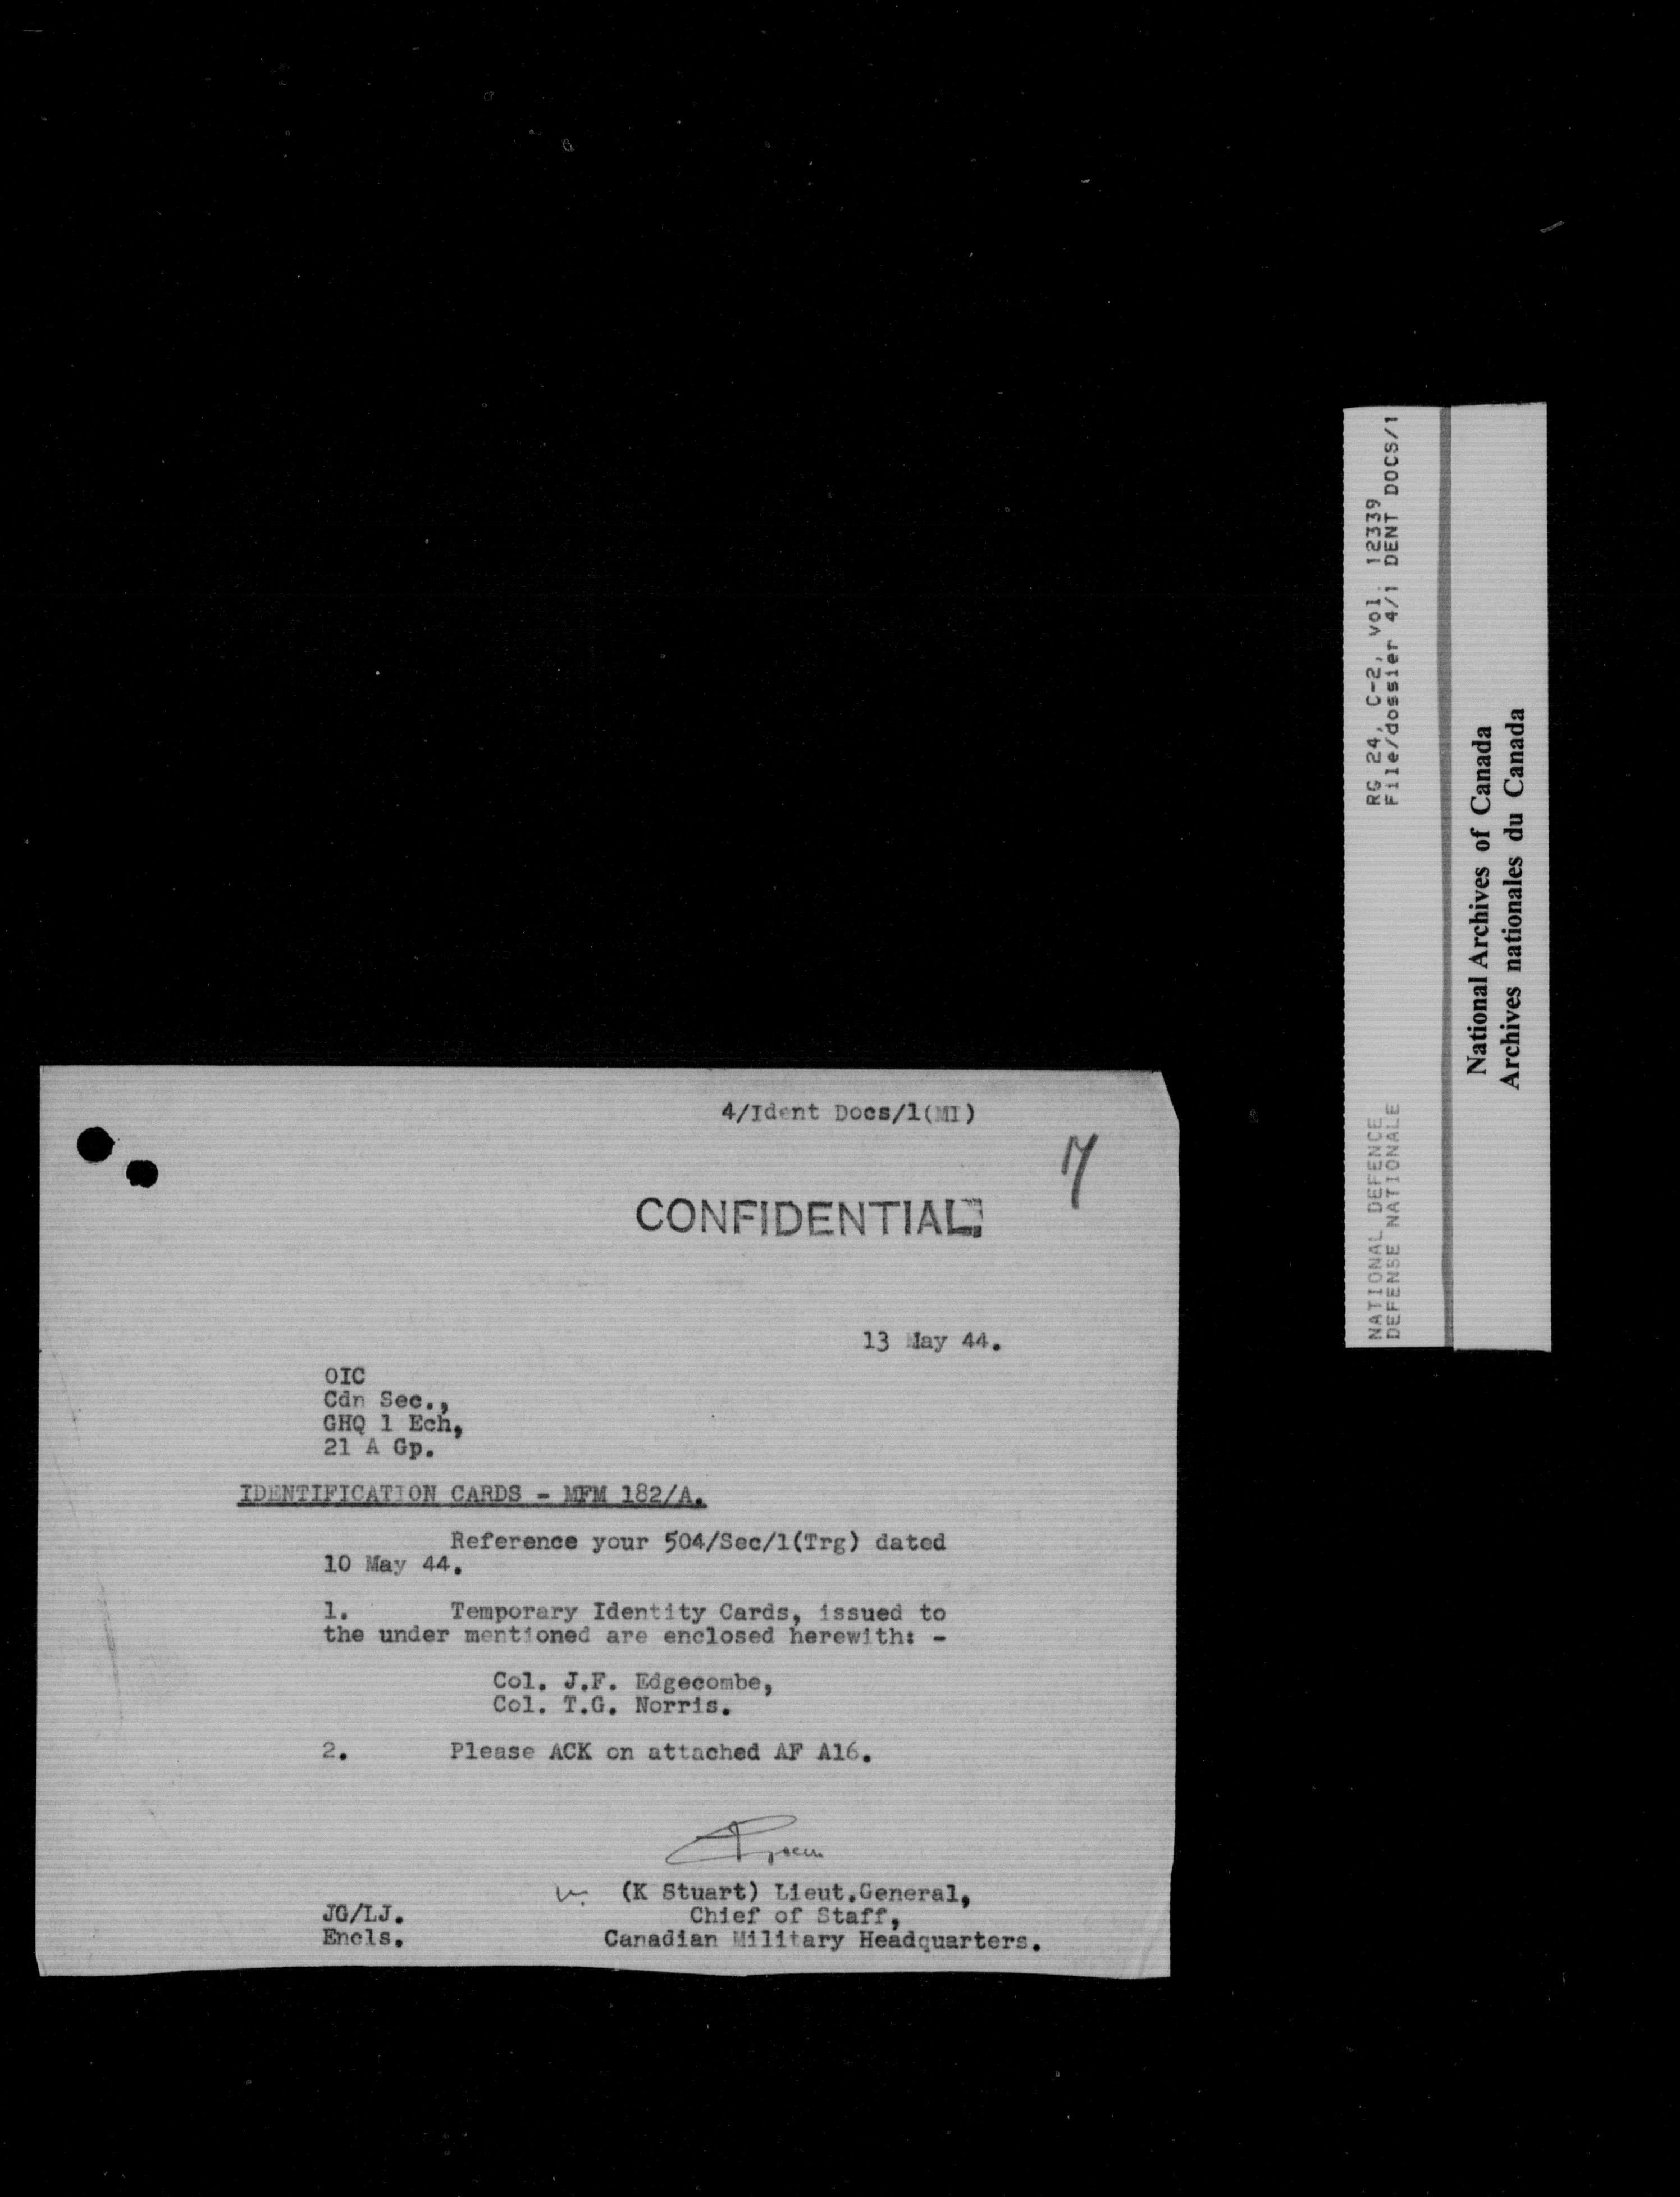 4/Ident Docs/1(MI)
7
CONFIDENTIAL
13 May 44.
OIC
Cdn Sec.,
GHQ 1 Ech,
21 A Gp.
IDENTIFICATION CARDS - MFM 182/A.
Reference your 504/Sec/1(Trg) dated
10 May 44.
1. Temporary Identity Cards, issued to
the under mentioned are enclosed herewith: -
Col. J.F. Edgecombe,
Col. T.G. Norris.
2. Please ACK on attached AF A16.
(K Stuart) Lieut.General,
JG/LJ. Chief of Staff,
Encls. Canadian Military Headquarters.
NATIONAL DEFENCE RG 24, C-2, vol. 12339
DEFENSE NATIONALE File/dossier 4/1 DENT DOCS/1
National Archives of Canada
Archives nationales du Canada